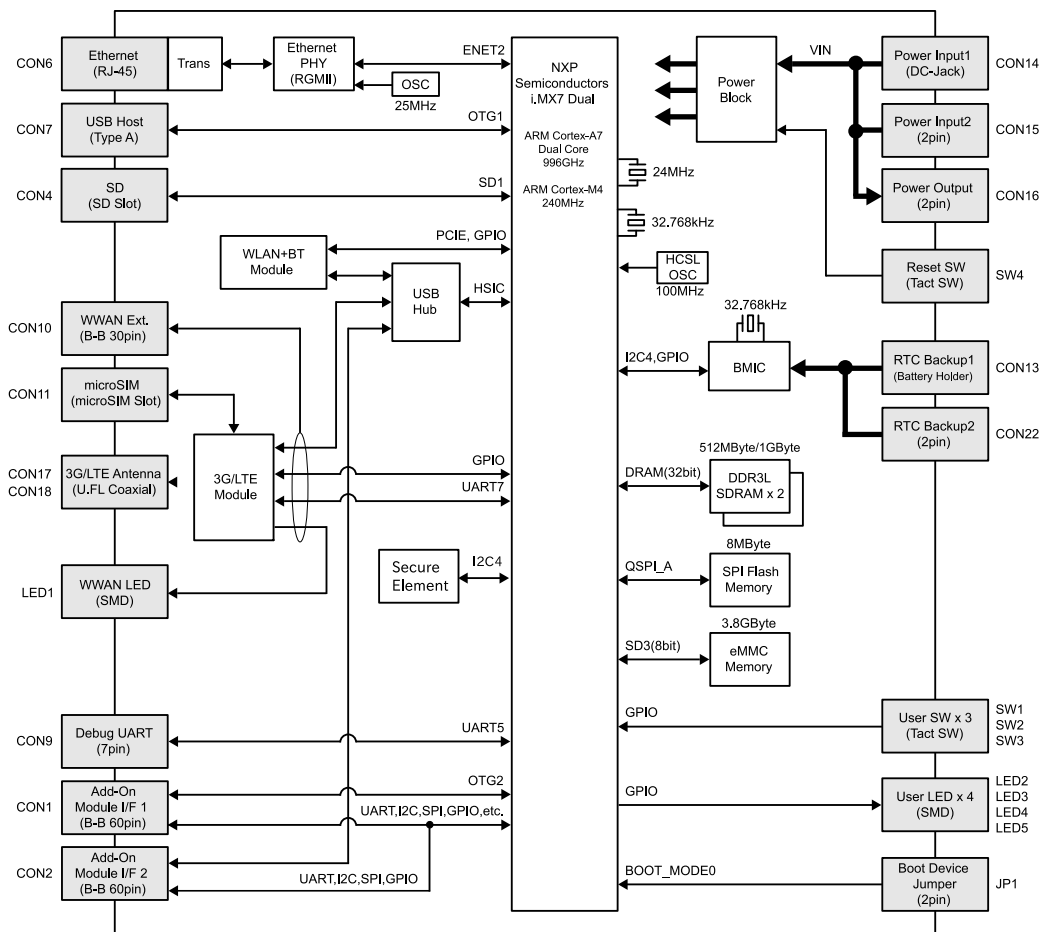 CON6
Ethernet
(RJ-45)
Trans
Ethernet
PHY
(RGMII)
OSC
25MHz
ENET2
CON7
USB Host
(Type A)
OTG1
CON4
SD
(SD Slot)
SD1
WLAN+BT
Module
PCIE, GPIO
USB
Hub
HSIC
CON10
WWAN Ext.
(B-B 30pin)
CON11
microSIM
(microSIM Slot)
CON17
CON18
3G/LTE Antenna
(U.FL Coaxial)
3G/LTE
Module
GPIO
UART7
LED1
WWAN LED
(SMD)
Secure
Element
I2C4
CON9
Debug UART
(7pin)
UART5
CON1
Add-On
Module I/F 1
(B-B 60pin)
OTG2
UART,I2C,SPI,GPIO,etc.
CON2
Add-On
Module I/F 2
(B-B 60pin)
UART,I2C,SPI,GPIO
NXP
Semiconductors
i.MX7 Dual
ARM Cortex-A7
Dual Core
996GHz
ARM Cortex-M4
240MHz
24MHz
32.768kHz
HCSL
OSC
100MHz
Power
Block
VIN
Power Input1
(DC-Jack)
CON14
Power Input2
(2pin)
CON15
Power Output
(2pin)
CON16
Reset SW
(Tact SW)
SW4
32.768kHz
I2C4,GPIO
BMIC
RTC Backup1
(Battery Holder)
CON13
RTC Backup2
(2pin)
CON22
512MByte/1GByte
DRAM(32bit)
DDR3L
SDRAM x 2
8MByte
QSPI_A
SPI Flash
Memory
3.8GByte
SD3(8bit)
eMMC
Memory
GPIO
User SW x 3
(Tact SW)
SW1
SW2
SW3
GPIO
User LED x 4
(SMD)
LED2
LED3
LED4
LED5
BOOT_MODE0
Boot Device
Jumper
(2pin)
JP1